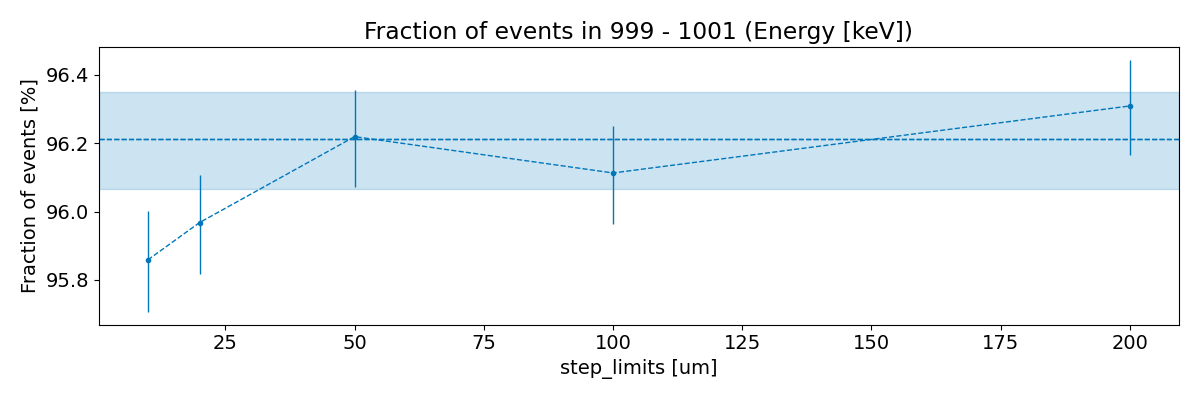 Fraction of events in 999 - 1001 (Energy [keV])
Fraction of events [%]
96.4
96.2
96.0
95.8
25 50 75 100 125 150 175 200
step_limits [um]